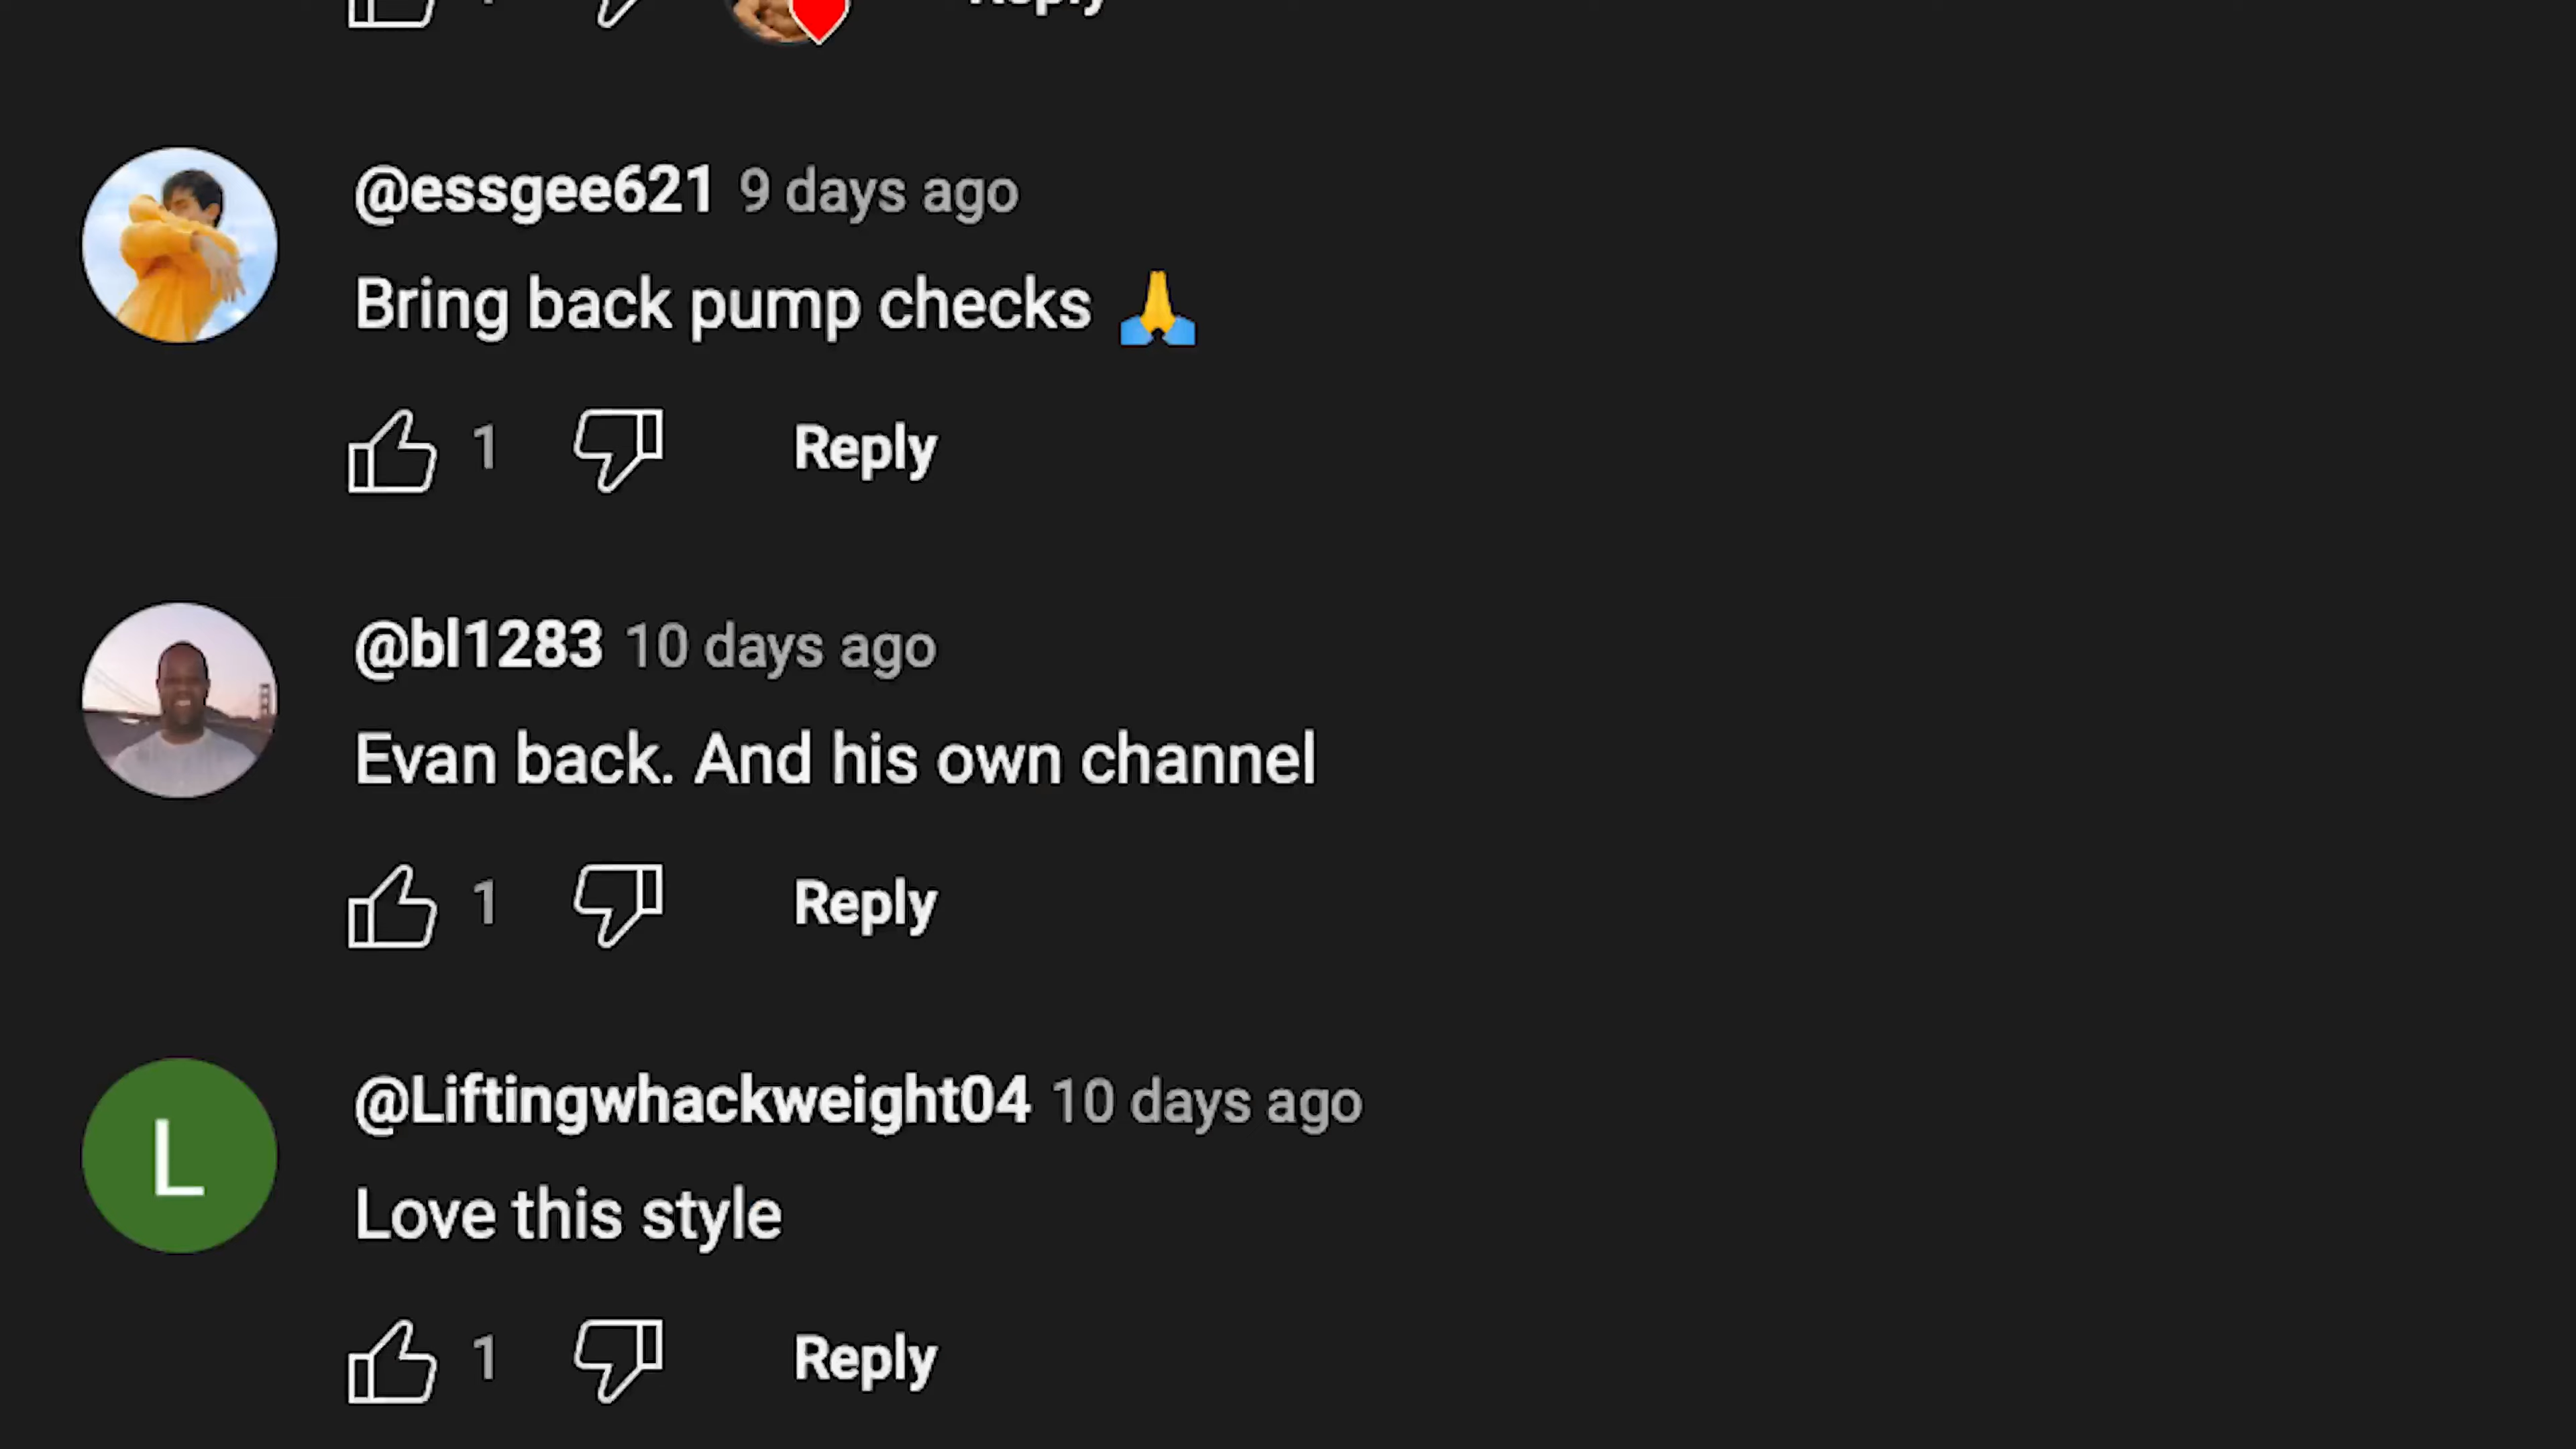 Reply
@essgee621 9 days ago
Bring back pump checks 🙏
1 Reply
@bl1283 10 days ago
Evan back. And his own channel
1 Reply
L
@Liftingwhackweight04 10 days ago
Love this style
1 Reply